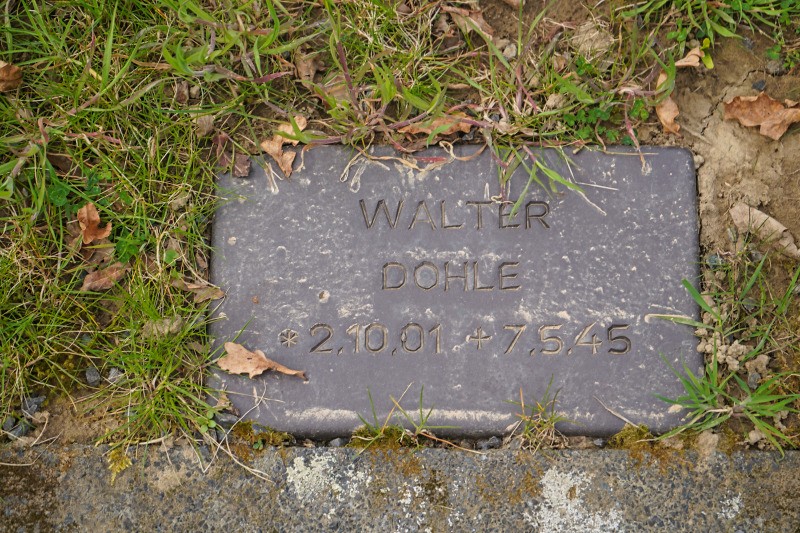 WALTER
DOHLE
* 2.10.01 + 7.5.45